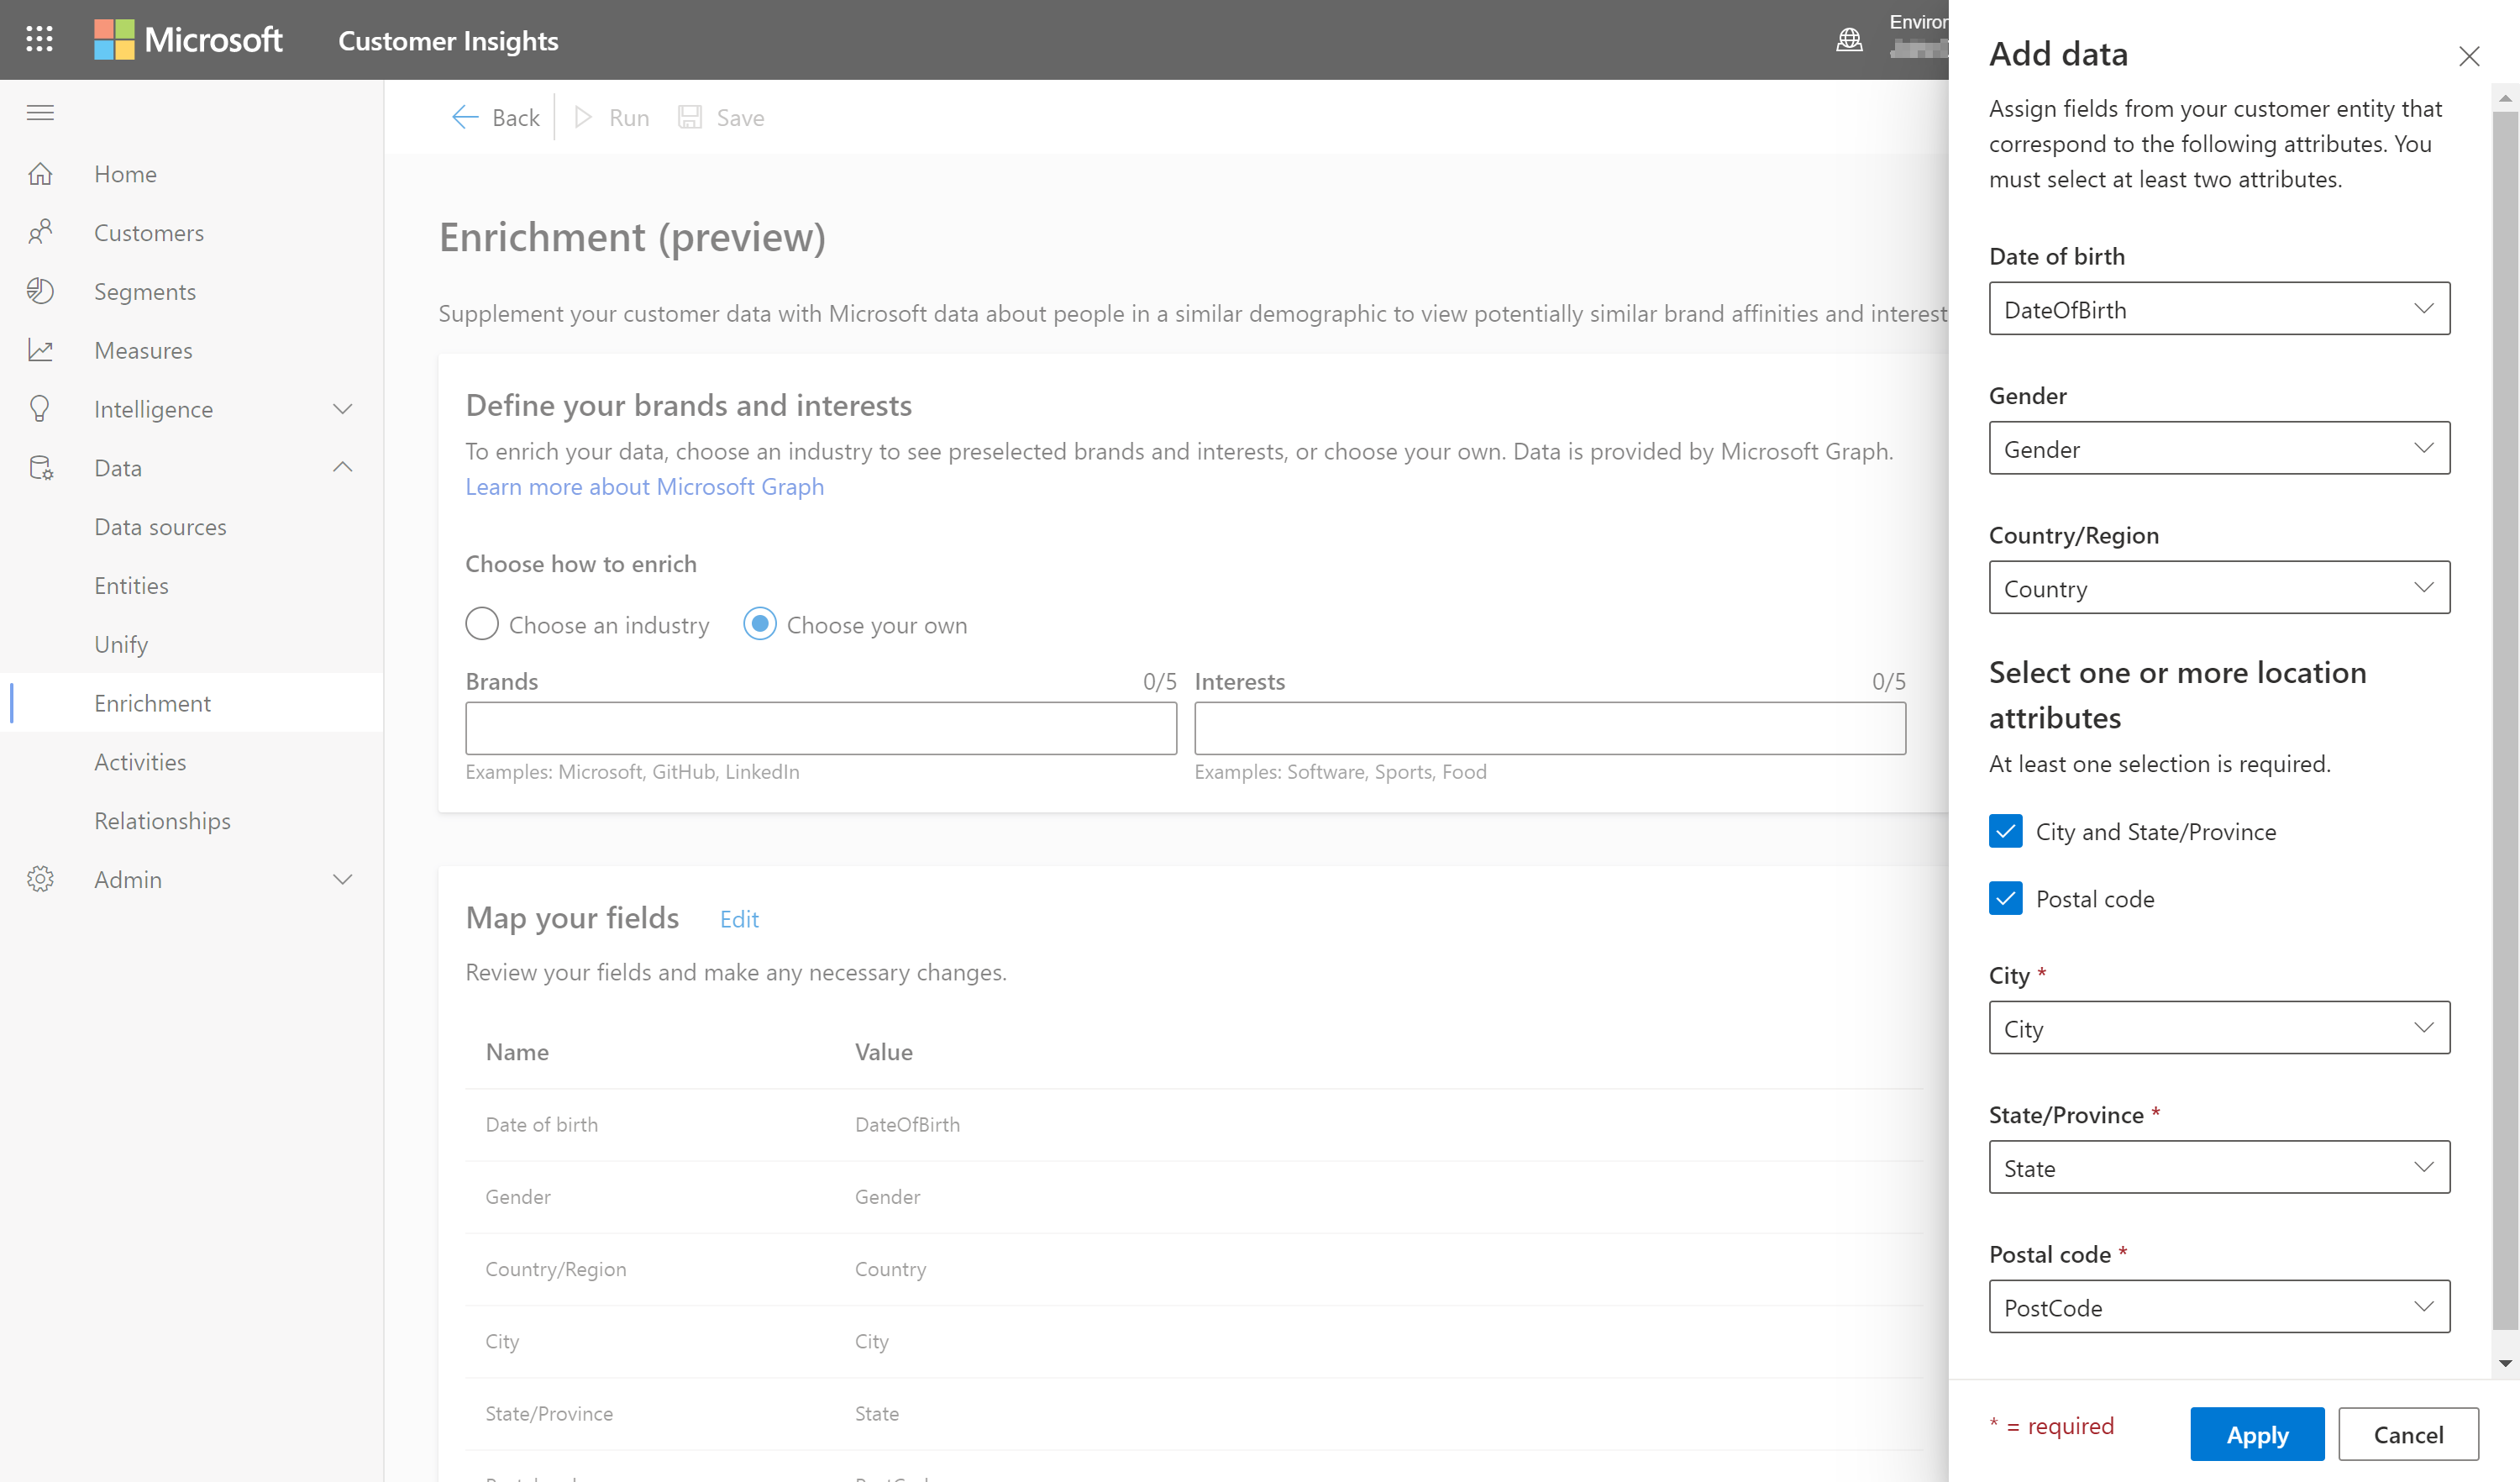 Microsoft
Customer Insights
Environ
Home
Customers
Segments
Measures
Intelligence
Data
Data sources
Entities
Unify
Enrichment
Activities
Relationships
Admin
Back
Run
Save
Enrichment (preview)
Supplement your customer data with Microsoft data about people in a similar demographic to view potentially similar brand affinities and interest
Define your brands and interests
To enrich your data, choose an industry to see preselected brands and interests, or choose your own. Data is provided by Microsoft Graph.
Learn more about Microsoft Graph
Choose how to enrich
Choose an industry
Choose your own
Brands 0/5
Interests 0/5
Examples: Microsoft, GitHub, LinkedIn
Examples: Software, Sports, Food
Map your fields
Edit
Review your fields and make any necessary changes.
Name Value
Date of birth DateOfBirth
Gender Gender
Country/Region Country
City City
State/Province State
Add data
Assign fields from your customer entity that
correspond to the following attributes. You
must select at least two attributes.
Date of birth
DateOfBirth
Gender
Gender
Country/Region
Country
Select one or more location
attributes
At least one selection is required.
City and State/Province
Postal code
City *
City
State/Province *
State
Postal code *
PostCode
* = required
Apply
Cancel